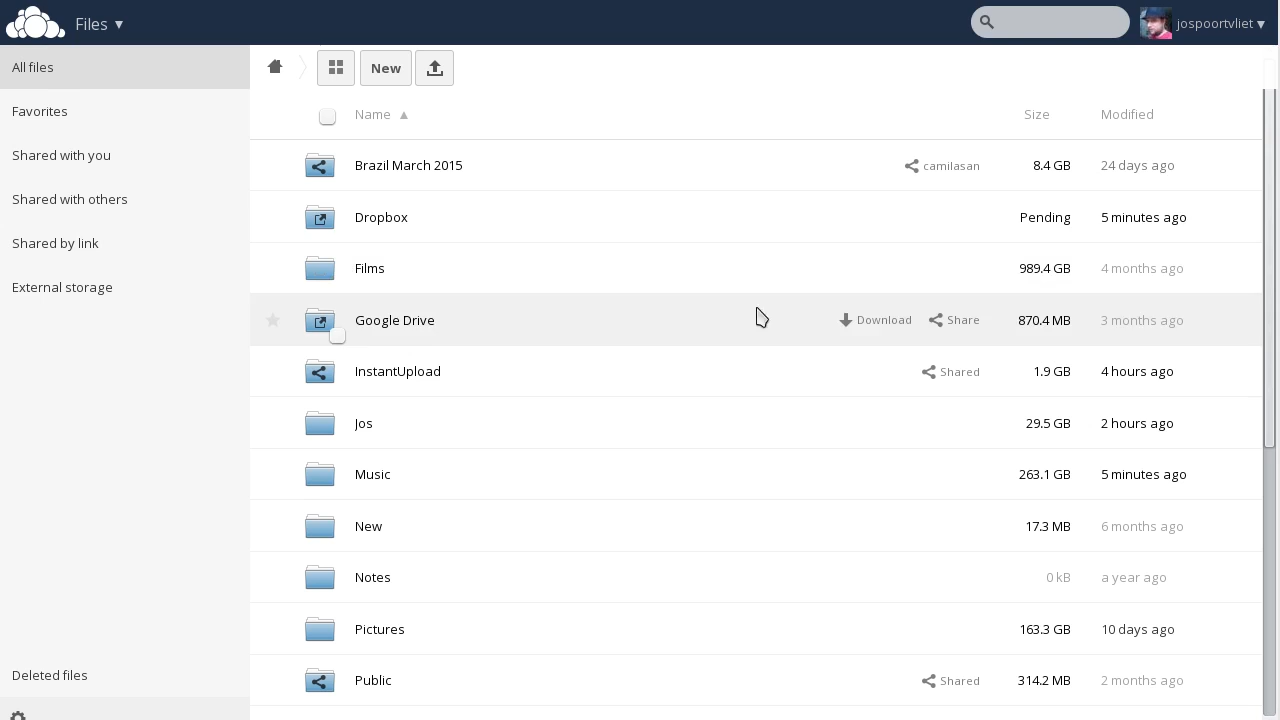 Files ▼
jospoortvliet ▼
All files
Favorites
Shared with you
Shared with others
Shared by link
External storage
Deleted files
New
Name ▲ Size Modified
Brazil March 2015 camilasan 8.4 GB 24 days ago
Dropbox Pending 5 minutes ago
Films 989.4 GB 4 months ago
Google Drive Download Share 870.4 MB 3 months ago
InstantUpload Shared 1.9 GB 4 hours ago
Jos 29.5 GB 2 hours ago
Music 263.1 GB 5 minutes ago
New 17.3 MB 6 months ago
Notes 0 kB a year ago
Pictures 163.3 GB 10 days ago
Public Shared 314.2 MB 2 months ago